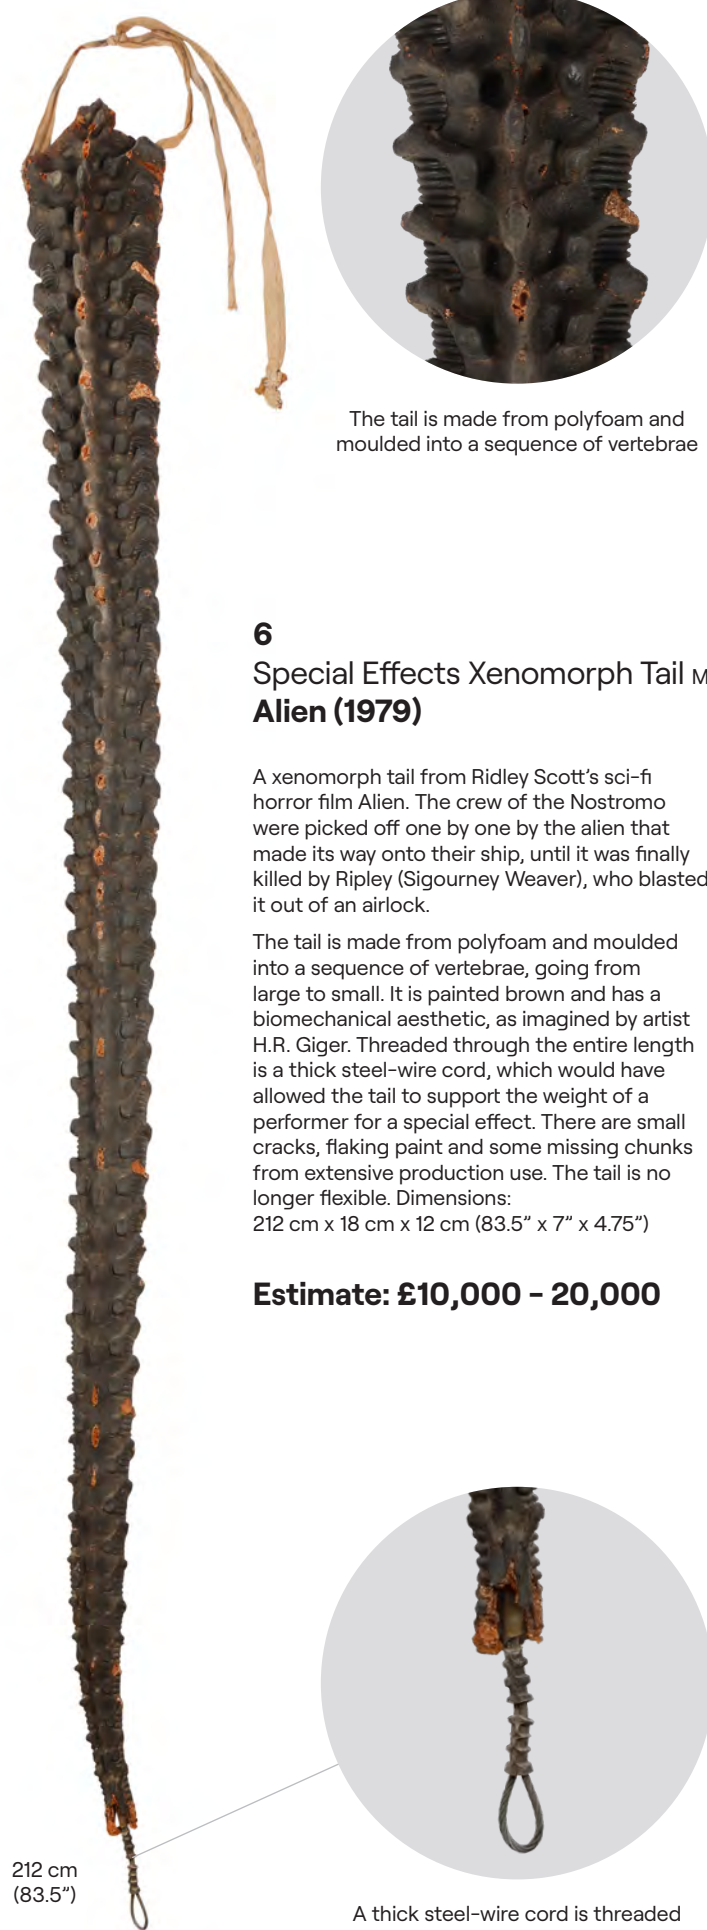 The tail is made from polyfoam and
moulded into a sequence of vertebrae
6
Special Effects Xenomorph Tail M
Alien (1979)
A xenomorph tail from Ridley Scott’s sci-fi
horror film Alien. The crew of the Nostromo
were picked off one by one by the alien that
made its way onto their ship, until it was finally
killed by Ripley (Sigourney Weaver), who blasted
it out of an airlock.
The tail is made from polyfoam and moulded
into a sequence of vertebrae, going from
large to small. It is painted brown and has a
biomechanical aesthetic, as imagined by artist
H.R. Giger. Threaded through the entire length
is a thick steel-wire cord, which would have
allowed the tail to support the weight of a
performer for a special effect. There are small
cracks, flaking paint and some missing chunks
from extensive production use. The tail is no
longer flexible. Dimensions:
212 cm x 18 cm x 12 cm (83.5” x 7” x 4.75”)
Estimate: £10,000 – 20,000
212 cm
(83.5”)
A thick steel-wire cord is threaded